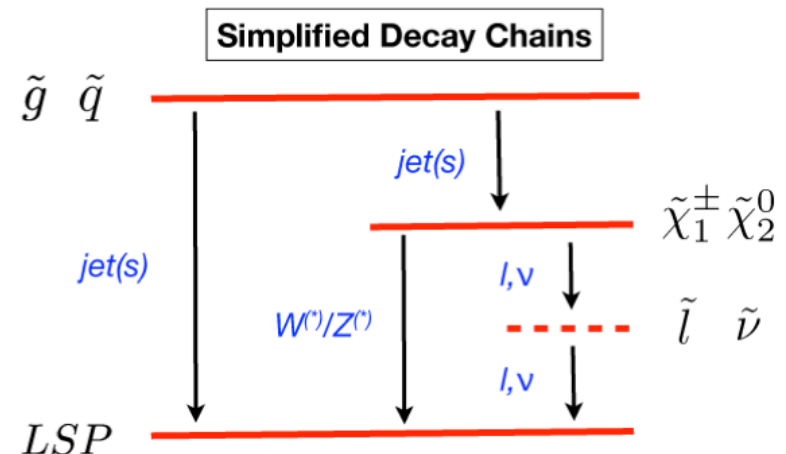 Simplified Decay Chains
g̃ q̃
jet(s)
χ̃₁± χ̃₂⁰
jet(s)
l,ν
W(*)/Z(*)
l̃ ν̃
l,ν
LSP